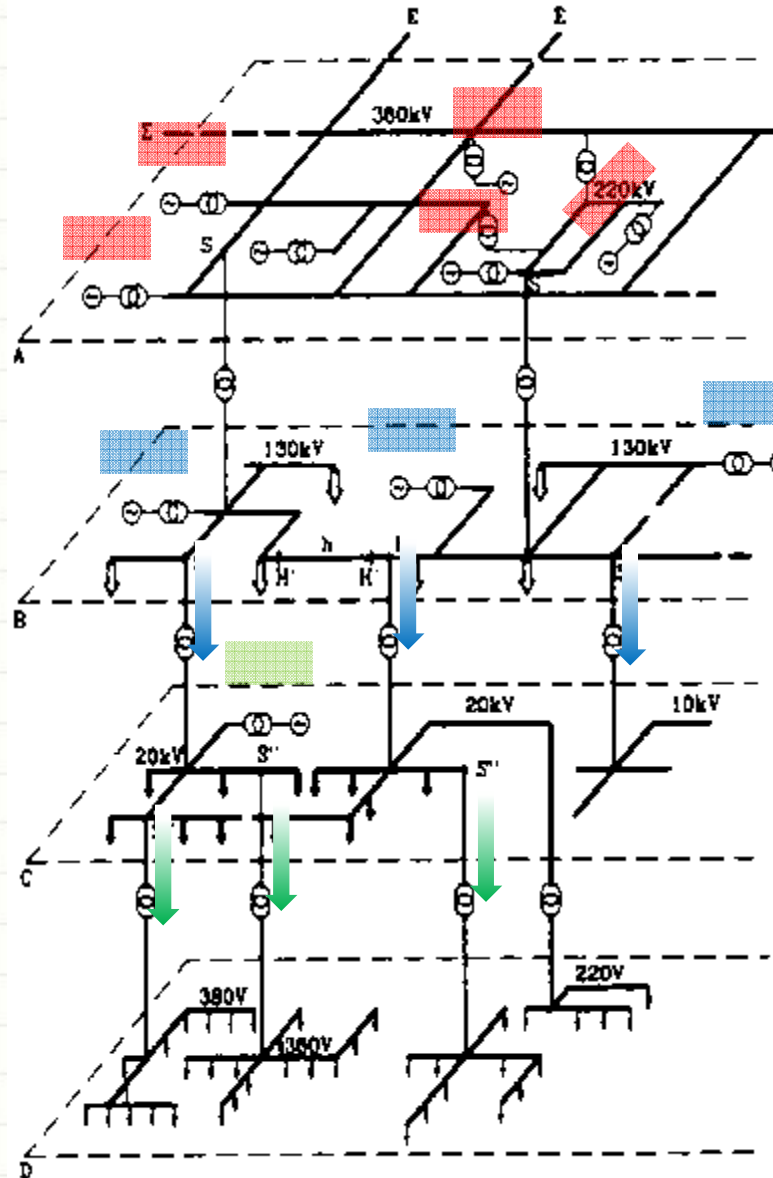 E Σ
Σ 380kV
220kV
S
S
A
130kV 130kV
h
H' H
B
20kV 10kV
20kV S''
S''
C
220V
380V
380V
D